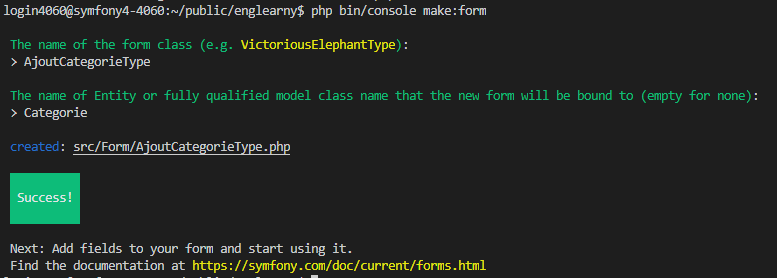 login4060@symfony4-4060:~/public/englearny$ php bin/console make:form
The name of the form class (e.g. VictoriousElephantType):
> AjoutCategorieType
The name of Entity or fully qualified model class name that the new form will be bound to (empty for none):
> Categorie
created: src/Form/AjoutCategorieType.php
Success!
Next: Add fields to your form and start using it.
Find the documentation at https://symfony.com/doc/current/forms.html